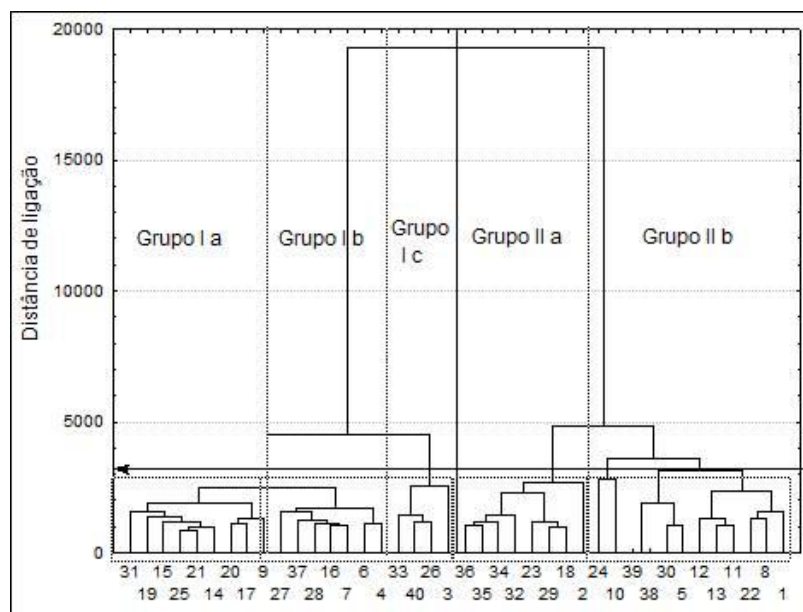 20000
15000
10000
5000
0
Distância de ligação
Grupo I a
Grupo I b
Grupo
I c
Grupo II a
Grupo II b
31 15 21 20 9 37 16 6 33 26 36 34 23 18 24 39 30 12 11 8
19 25 14 17 27 28 7 4 40 3 35 32 29 2 10 38 5 13 22 1